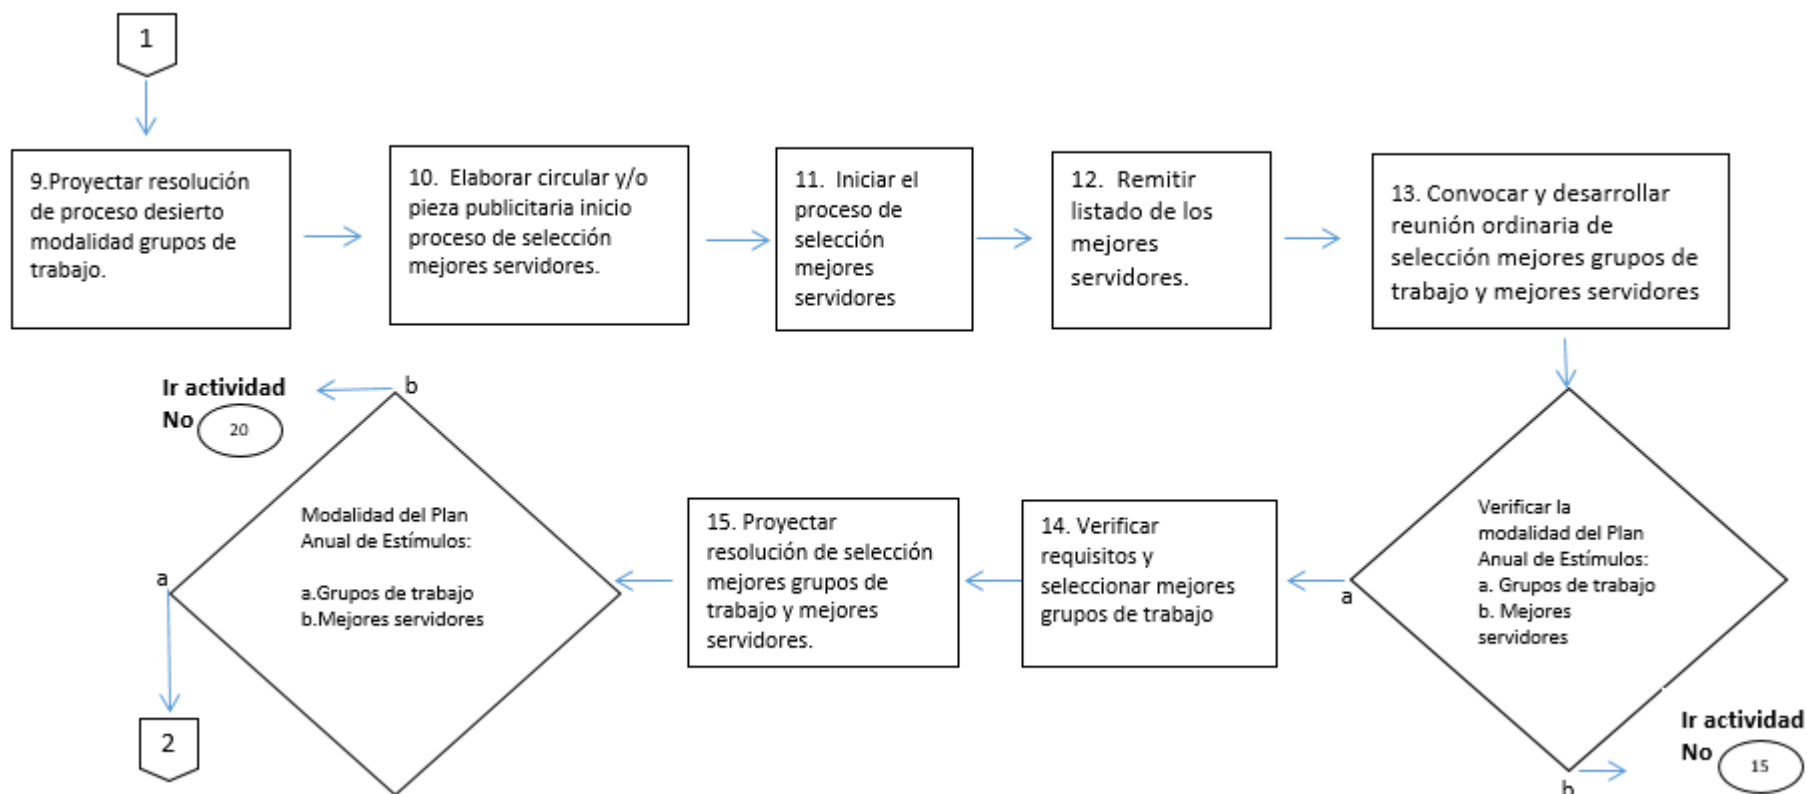 1
9.Proyectar resolución
de proceso desierto
modalidad grupos de
trabajo.
10. Elaborar circular y/o
pieza publicitaria inicio
proceso de selección
mejores servidores.
11. Iniciar el
proceso de
selección
mejores
servidores
12. Remitir
listado de los
mejores
servidores.
13. Convocar y desarrollar
reunión ordinaria de
selección mejores grupos de
trabajo y mejores servidores
Verificar la
modalidad del Plan
Anual de Estímulos:
a. Grupos de trabajo
b. Mejores
servidores
a
b
Ir actividad
No 15
14. Verificar
requisitos y
seleccionar mejores
grupos de trabajo
15. Proyectar
resolución de selección
mejores grupos de
trabajo y mejores
servidores.
Modalidad del Plan
Anual de Estímulos:
a.Grupos de trabajo
b.Mejores servidores
b
Ir actividad
No 20
a
2